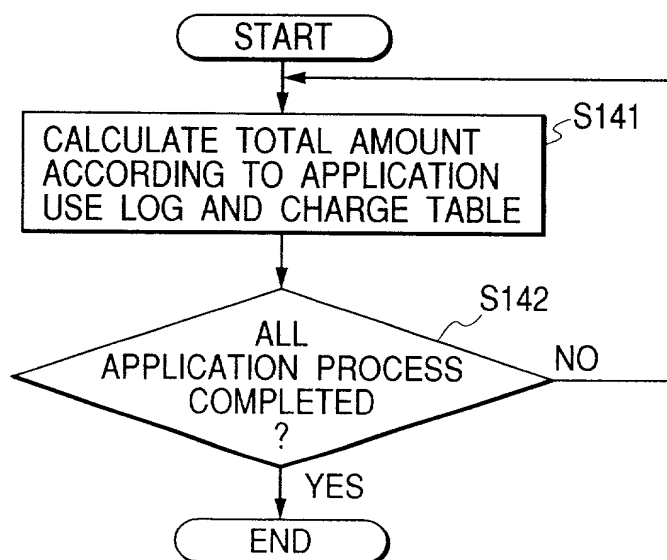 START
S141
CALCULATE TOTAL AMOUNT
ACCORDING TO APPLICATION
USE LOG AND CHARGE TABLE
S142
ALL
APPLICATION PROCESS
COMPLETED
?
NO
YES
END